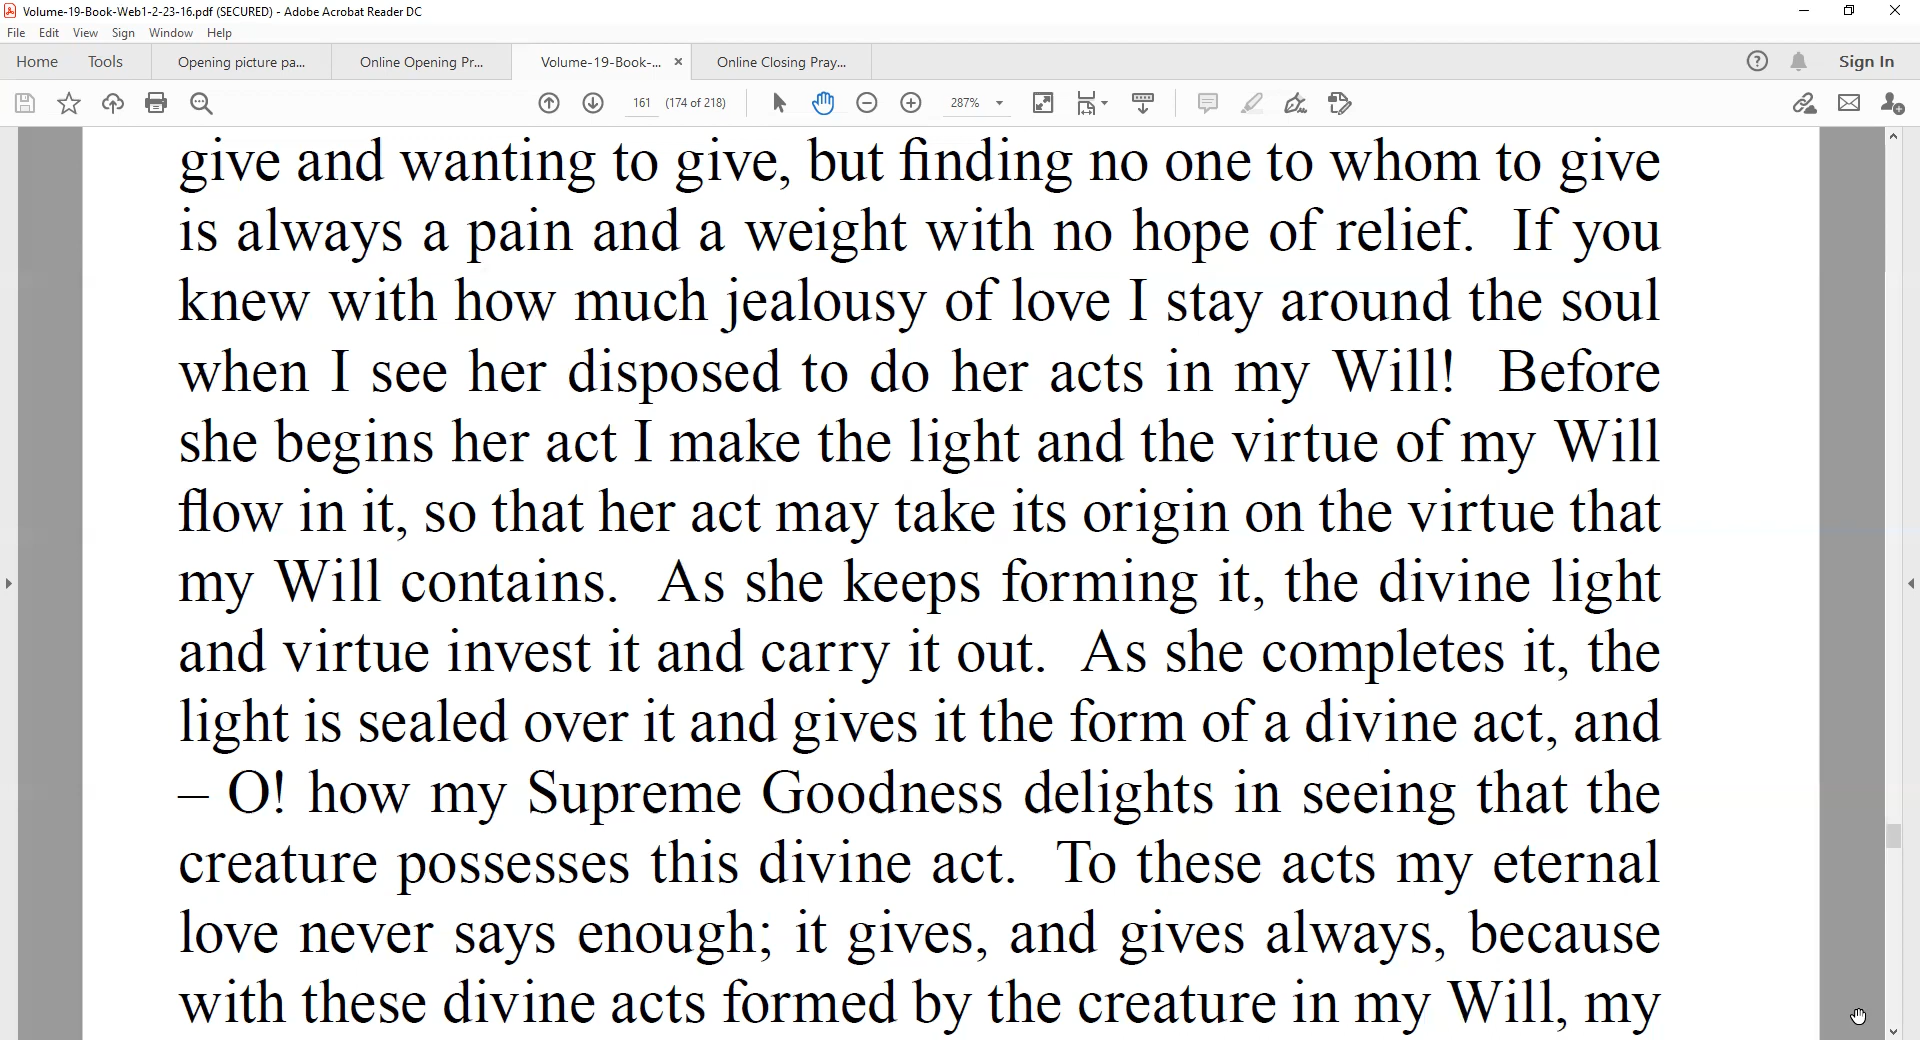 Volume-19-Book-Web1-2-23-16.pdf (SECURED) - Adobe Acrobat Reader DC
File Edit View Sign Window Help
Home Tools Opening picture pa... Online Opening Pr... Volume-19-Book-... × Online Closing Pray... Sign In
161 (174 of 218) 287%
give and wanting to give, but finding no one to whom to give
is always a pain and a weight with no hope of relief. If you
knew with how much jealousy of love I stay around the soul
when I see her disposed to do her acts in my Will! Before
she begins her act I make the light and the virtue of my Will
flow in it, so that her act may take its origin on the virtue that
my Will contains. As she keeps forming it, the divine light
and virtue invest it and carry it out. As she completes it, the
light is sealed over it and gives it the form of a divine act, and
– O! how my Supreme Goodness delights in seeing that the
creature possesses this divine act. To these acts my eternal
love never says enough; it gives, and gives always, because
with these divine acts formed by the creature in my Will, my